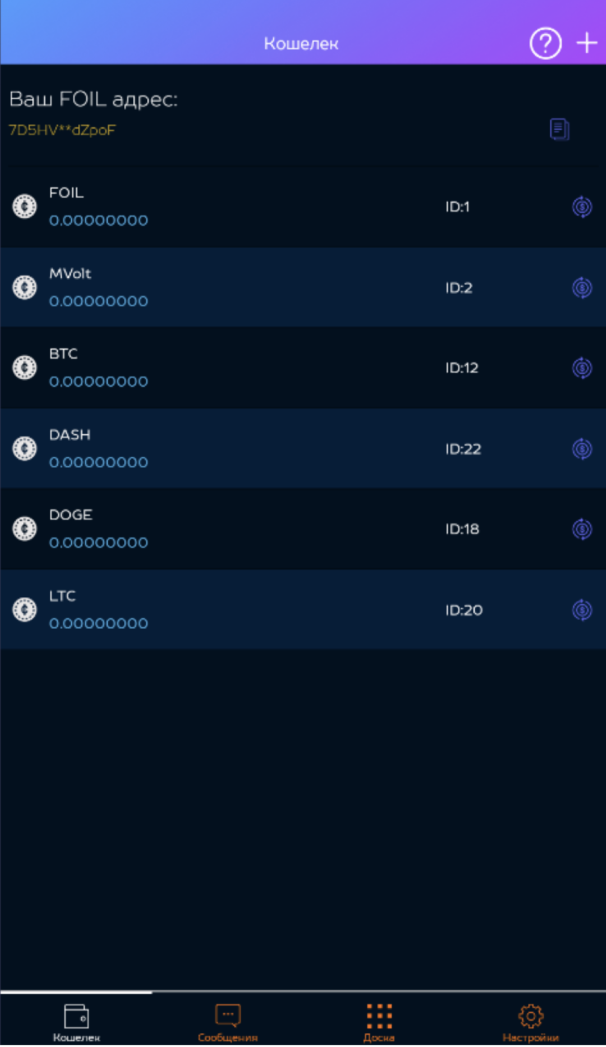 Кошелек
?
Ваш FOIL адрес:
7D5HV**dZpoF
FOIL
0.00000000
ID:1
MVolt
0.00000000
ID:2
BTC
0.00000000
ID:12
DASH
0.00000000
ID:22
DOGE
0.00000000
ID:18
LTC
0.00000000
ID:20
Кошелек
Сообщения
Доска
Настройки